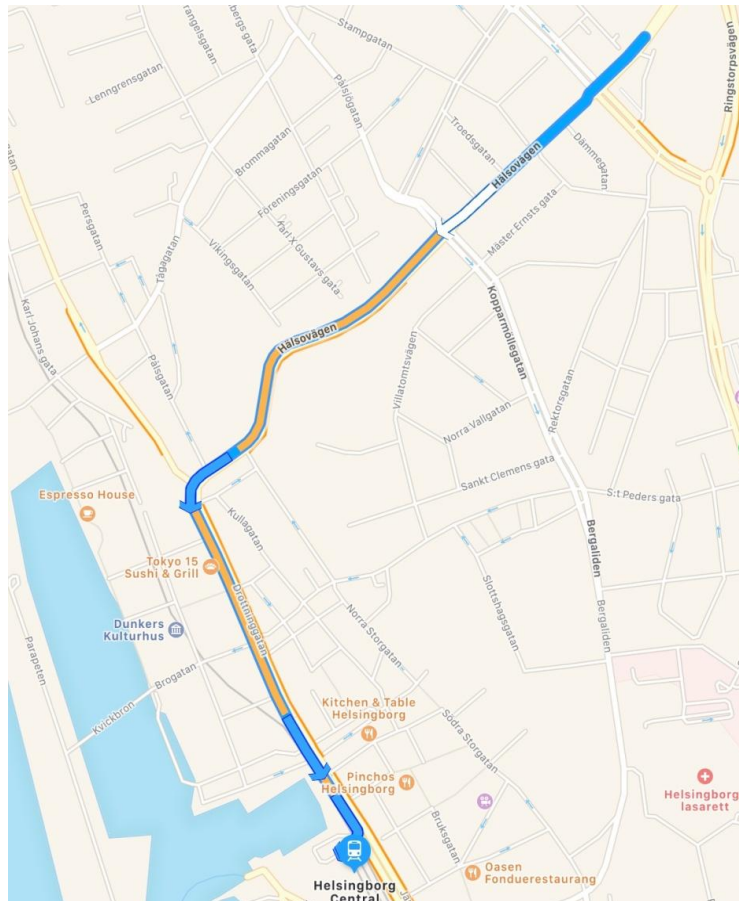 Stampgatan
Lenngrensgatan
Pålsjögatan
Ringstorpsvägen
Brommagatan
Troedsgatan
Dämmegatan
Föreningsgatan
Hälsovägen
Persgatan
Karl X Gustavs gata
Mäster Ernsts gata
Vikingsgatan
Tågagatan
Karl Johans gata
Hälsovägen
Kopparmöllegatan
Pålsgatan
Villatomtsvägen
Rektorsgatan
Norra Vallgatan
Sankt Clemens gata
S:t Peders gata
Espresso House
Kullagatan
Bergaliden
Tokyo 15
Sushi & Grill
Drottninggatan
Slottshagsgatan
Bergaliden
Dunkers
Kulturhus
Norra Storgatan
Parapeten
Brogatan
Kvickbron
Kitchen & Table
Helsingborg
Södra Storgatan
Pinchos
Helsingborg
Helsingborg
lasarett
Bruksgatan
Oasen
Fonduerestaurang
Helsingborg
Central